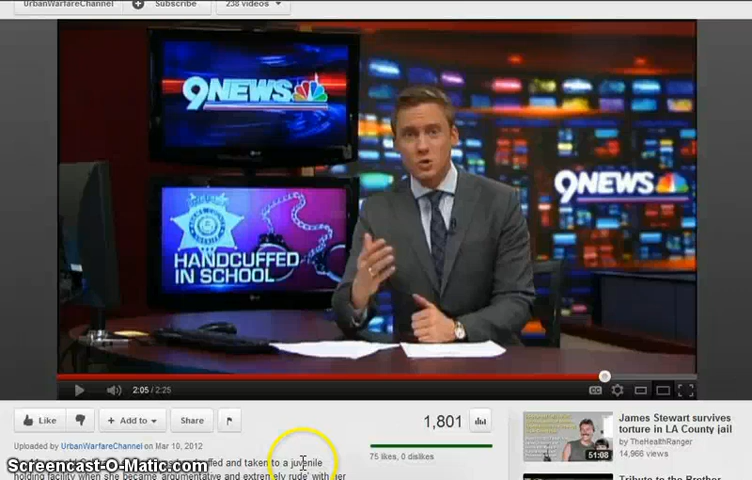 UrbanWarfareChannel
Subscribe
238 videos
9NEWS
9NEWS
HANDCUFFED
IN SCHOOL
2:05 / 2:25
CC
Like
Add to
Share
1,801
Uploaded by UrbanWarfareChannel on Mar 10, 2012
75 likes, 0 dislikes
and taken to a juvenile
holding facility when she became 'argumentative and extremely rude' with her
Screencast-O-Matic.com
51:08
James Stewart survives
torture in LA County jail
by TheHealthRanger
14,966 views
Tribute to the Brother